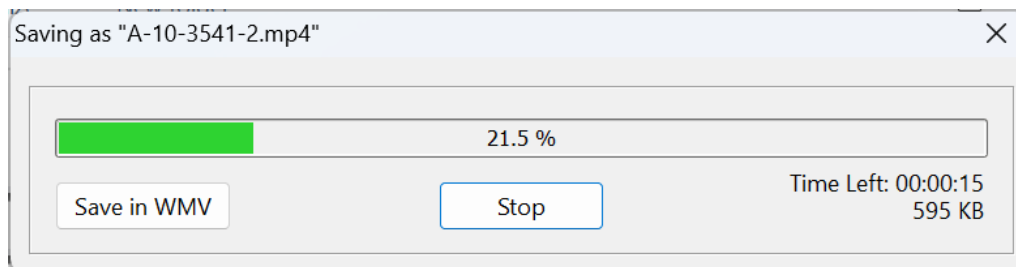 Saving as "A-10-3541-2.mp4"
21.5 %
Save in WMV
Stop
Time Left: 00:00:15
595 KB